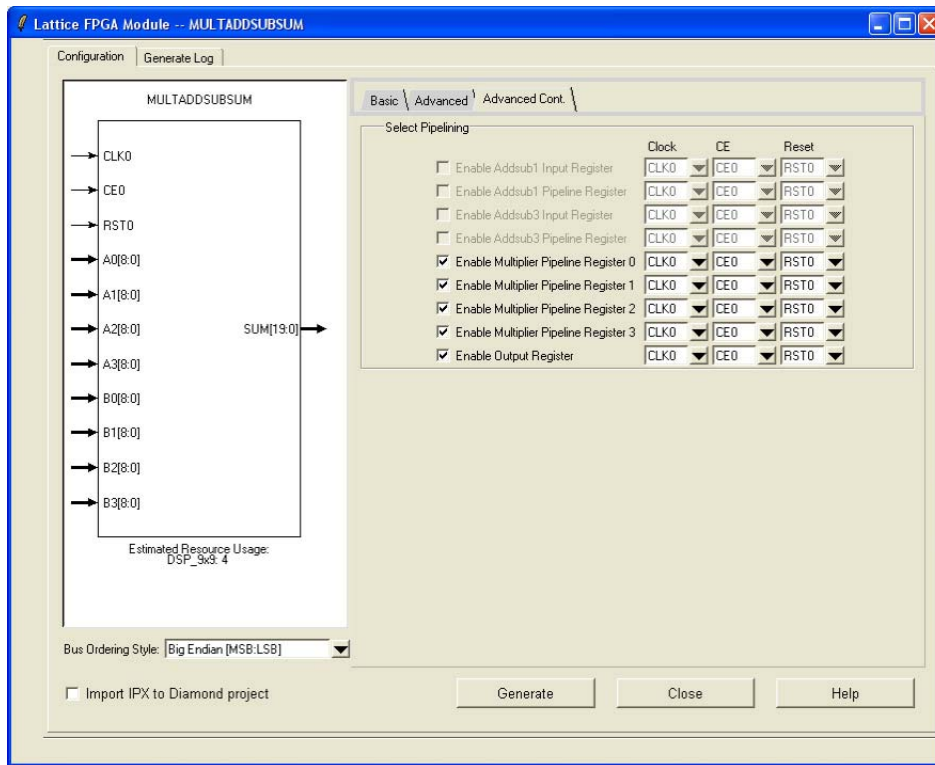 Lattice FPGA Module -- MULTADDSUBSUM
Configuration Generate Log
MULTADDSUBSUM
CLK0
CE0
RST0
A0[8:0]
A1[8:0]
A2[8:0] SUM[19:0]
A3[8:0]
B0[8:0]
B1[8:0]
B2[8:0]
B3[8:0]
Estimated Resource Usage:
DSP_9x9: 4
Bus Ordering Style: Big Endian [MSB:LSB]
Basic Advanced Advanced Cont.
Select Pipelining
Clock CE Reset
Enable Addsub1 Input Register CLK0 CE0 RST0
Enable Addsub1 Pipeline Register CLK0 CE0 RST0
Enable Addsub3 Input Register CLK0 CE0 RST0
Enable Addsub3 Pipeline Register CLK0 CE0 RST0
Enable Multiplier Pipeline Register 0 CLK0 CE0 RST0
Enable Multiplier Pipeline Register 1 CLK0 CE0 RST0
Enable Multiplier Pipeline Register 2 CLK0 CE0 RST0
Enable Multiplier Pipeline Register 3 CLK0 CE0 RST0
Enable Output Register CLK0 CE0 RST0
Import IPX to Diamond project Generate Close Help